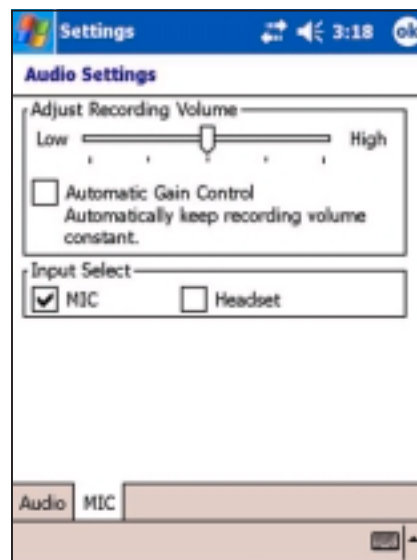 Settings 3:18 ok
Audio Settings
Adjust Recording Volume
Low High
Automatic Gain Control
Automatically keep recording volume
constant.
Input Select
MIC Headset
Audio MIC